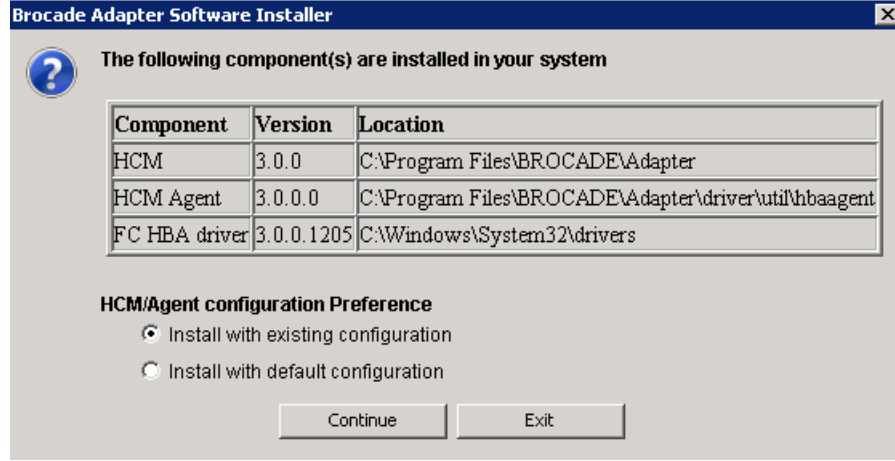 Brocade Adapter Software Installer
The following component(s) are installed in your system
Component Version Location
HCM 3.0.0 C:\Program Files\BROCADE\Adapter
HCM Agent 3.0.0.0 C:\Program Files\BROCADE\Adapter\driver\util\hbaagent
FC HBA driver 3.0.0.1205 C:\Windows\System32\drivers
HCM/Agent configuration Preference
Install with existing configuration
Install with default configuration
Continue Exit